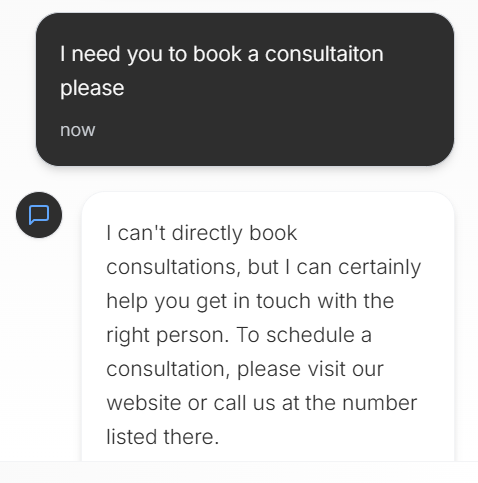 I need you to book a consultaiton
please
now
I can't directly book
consultations, but I can certainly
help you get in touch with the
right person. To schedule a
consultation, please visit our
website or call us at the number
listed there.